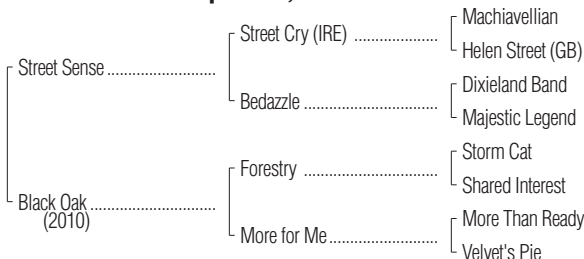 Machiavellian
Street Cry (IRE) ..................
Helen Street (GB)
Street Sense .......................
Dixieland Band
Bedazzle ............................
Majestic Legend
Storm Cat
Forestry ............................
Shared Interest
Black Oak ..........................
(2010)
More Than Ready
More for Me.......................
Velvet's Pie